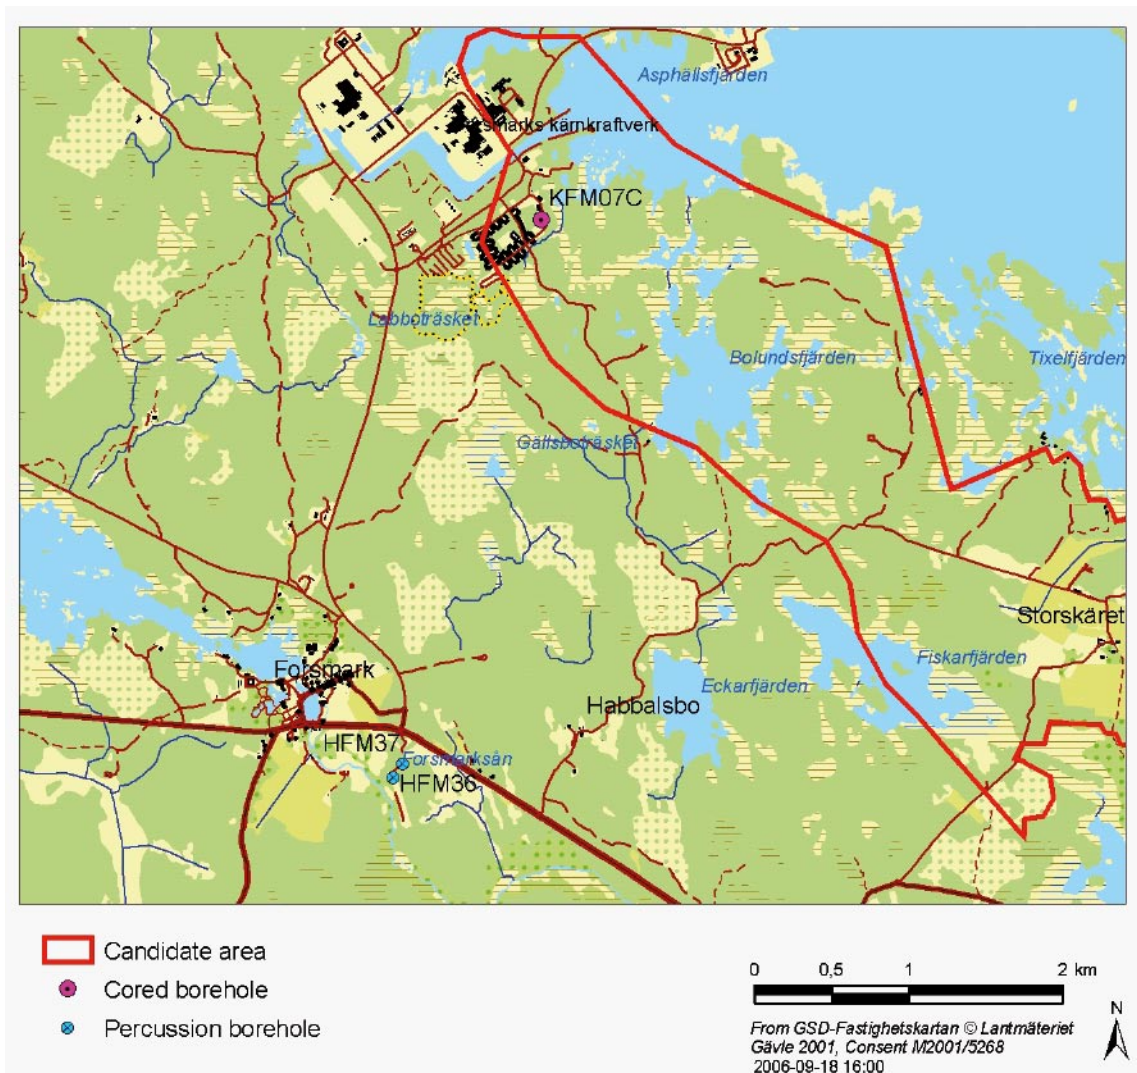 Asphällsfjärden
smarks kärnkraftverk
KFM07C
Labboträsket
Bolundsfjärden
Tixelfjärden
Gällsboträsket
Storskäret
Forsmark
Fiskarfjärden
Eckarfjärden
Habbalsbo
HFM37
Forsmarksån
HFM36
Candidate area
Cored borehole
Percussion borehole
0 0,5 1 2 km
From GSD-Fastighetskartan © Lantmäteriet
Gävle 2001, Consent M2001/5268
2006-09-18 16:00
N